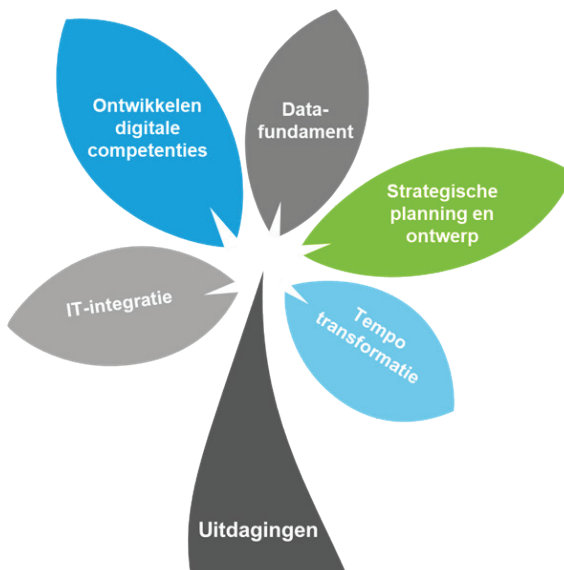 Ontwikkelen
digitale
competenties
Data-
fundament
Strategische
planning en
ontwerp
IT-integratie
Tempo
transformatie
Uitdagingen